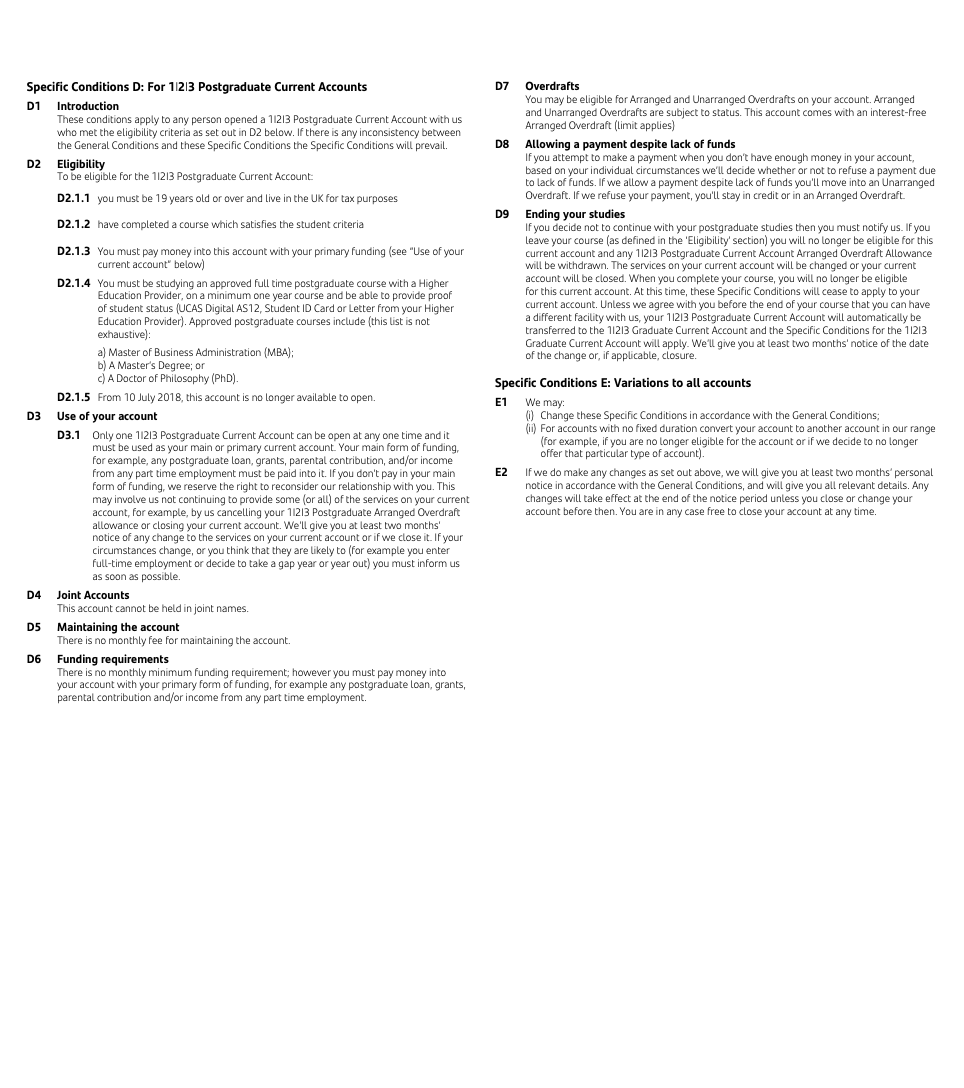 Specific Conditions D: For 1|2|3 Postgraduate Current Accounts
D1 Introduction
These conditions apply to any person opened a 1|2|3 Postgraduate Current Account with us
who met the eligibility criteria as set out in D2 below. If there is any inconsistency between
the General Conditions and these Specific Conditions the Specific Conditions will prevail.
D2 Eligibility
To be eligible for the 1|2|3 Postgraduate Current Account:
D2.1.1 you must be 19 years old or over and live in the UK for tax purposes
D2.1.2 have completed a course which satisfies the student criteria
D2.1.3 You must pay money into this account with your primary funding (see “Use of your
current account” below)
D2.1.4 You must be studying an approved full time postgraduate course with a Higher
Education Provider, on a minimum one year course and be able to provide proof
of student status (UCAS Digital AS12, Student ID Card or Letter from your Higher
Education Provider). Approved postgraduate courses include (this list is not
exhaustive):
a) Master of Business Administration (MBA);
b) A Master's Degree; or
c) A Doctor of Philosophy (PhD).
D2.1.5 From 10 July 2018, this account is no longer available to open.
D3 Use of your account
D3.1 Only one 1|2|3 Postgraduate Current Account can be open at any one time and it
must be used as your main or primary current account. Your main form of funding,
for example, any postgraduate loan, grants, parental contribution, and/or income
from any part time employment must be paid into it. If you don't pay in your main
form of funding, we reserve the right to reconsider our relationship with you. This
may involve us not continuing to provide some (or all) of the services on your current
account, for example, by us cancelling your 1|2|3 Postgraduate Arranged Overdraft
allowance or closing your current account. We'll give you at least two months'
notice of any change to the services on your current account or if we close it. If your
circumstances change, or you think that they are likely to (for example you enter
full-time employment or decide to take a gap year or year out) you must inform us
as soon as possible.
D4 Joint Accounts
This account cannot be held in joint names.
D5 Maintaining the account
There is no monthly fee for maintaining the account.
D6 Funding requirements
There is no monthly minimum funding requirement; however you must pay money into
your account with your primary form of funding, for example any postgraduate loan, grants,
parental contribution and/or income from any part time employment.
D7 Overdrafts
You may be eligible for Arranged and Unarranged Overdrafts on your account. Arranged
and Unarranged Overdrafts are subject to status. This account comes with an interest-free
Arranged Overdraft (limit applies)
D8 Allowing a payment despite lack of funds
If you attempt to make a payment when you don't have enough money in your account,
based on your individual circumstances we'll decide whether or not to refuse a payment due
to lack of funds. If we allow a payment despite lack of funds you'll move into an Unarranged
Overdraft. If we refuse your payment, you'll stay in credit or in an Arranged Overdraft.
D9 Ending your studies
If you decide not to continue with your postgraduate studies then you must notify us. If you
leave your course (as defined in the 'Eligibility' section) you will no longer be eligible for this
current account and any 1|2|3 Postgraduate Current Account Arranged Overdraft Allowance
will be withdrawn. The services on your current account will be changed or your current
account will be closed. When you complete your course, you will no longer be eligible
for this current account. At this time, these Specific Conditions will cease to apply to your
current account. Unless we agree with you before the end of your course that you can have
a different facility with us, your 1|2|3 Postgraduate Current Account will automatically be
transferred to the 1|2|3 Graduate Current Account and the Specific Conditions for the 1|2|3
Graduate Current Account will apply. We'll give you at least two months' notice of the date
of the change or, if applicable, closure.
Specific Conditions E: Variations to all accounts
E1 We may:
(i) Change these Specific Conditions in accordance with the General Conditions;
(ii) For accounts with no fixed duration convert your account to another account in our range
(for example, if you are no longer eligible for the account or if we decide to no longer
offer that particular type of account).
E2 If we do make any changes as set out above, we will give you at least two months' personal
notice in accordance with the General Conditions, and will give you all relevant details. Any
changes will take effect at the end of the notice period unless you close or change your
account before then. You are in any case free to close your account at any time.